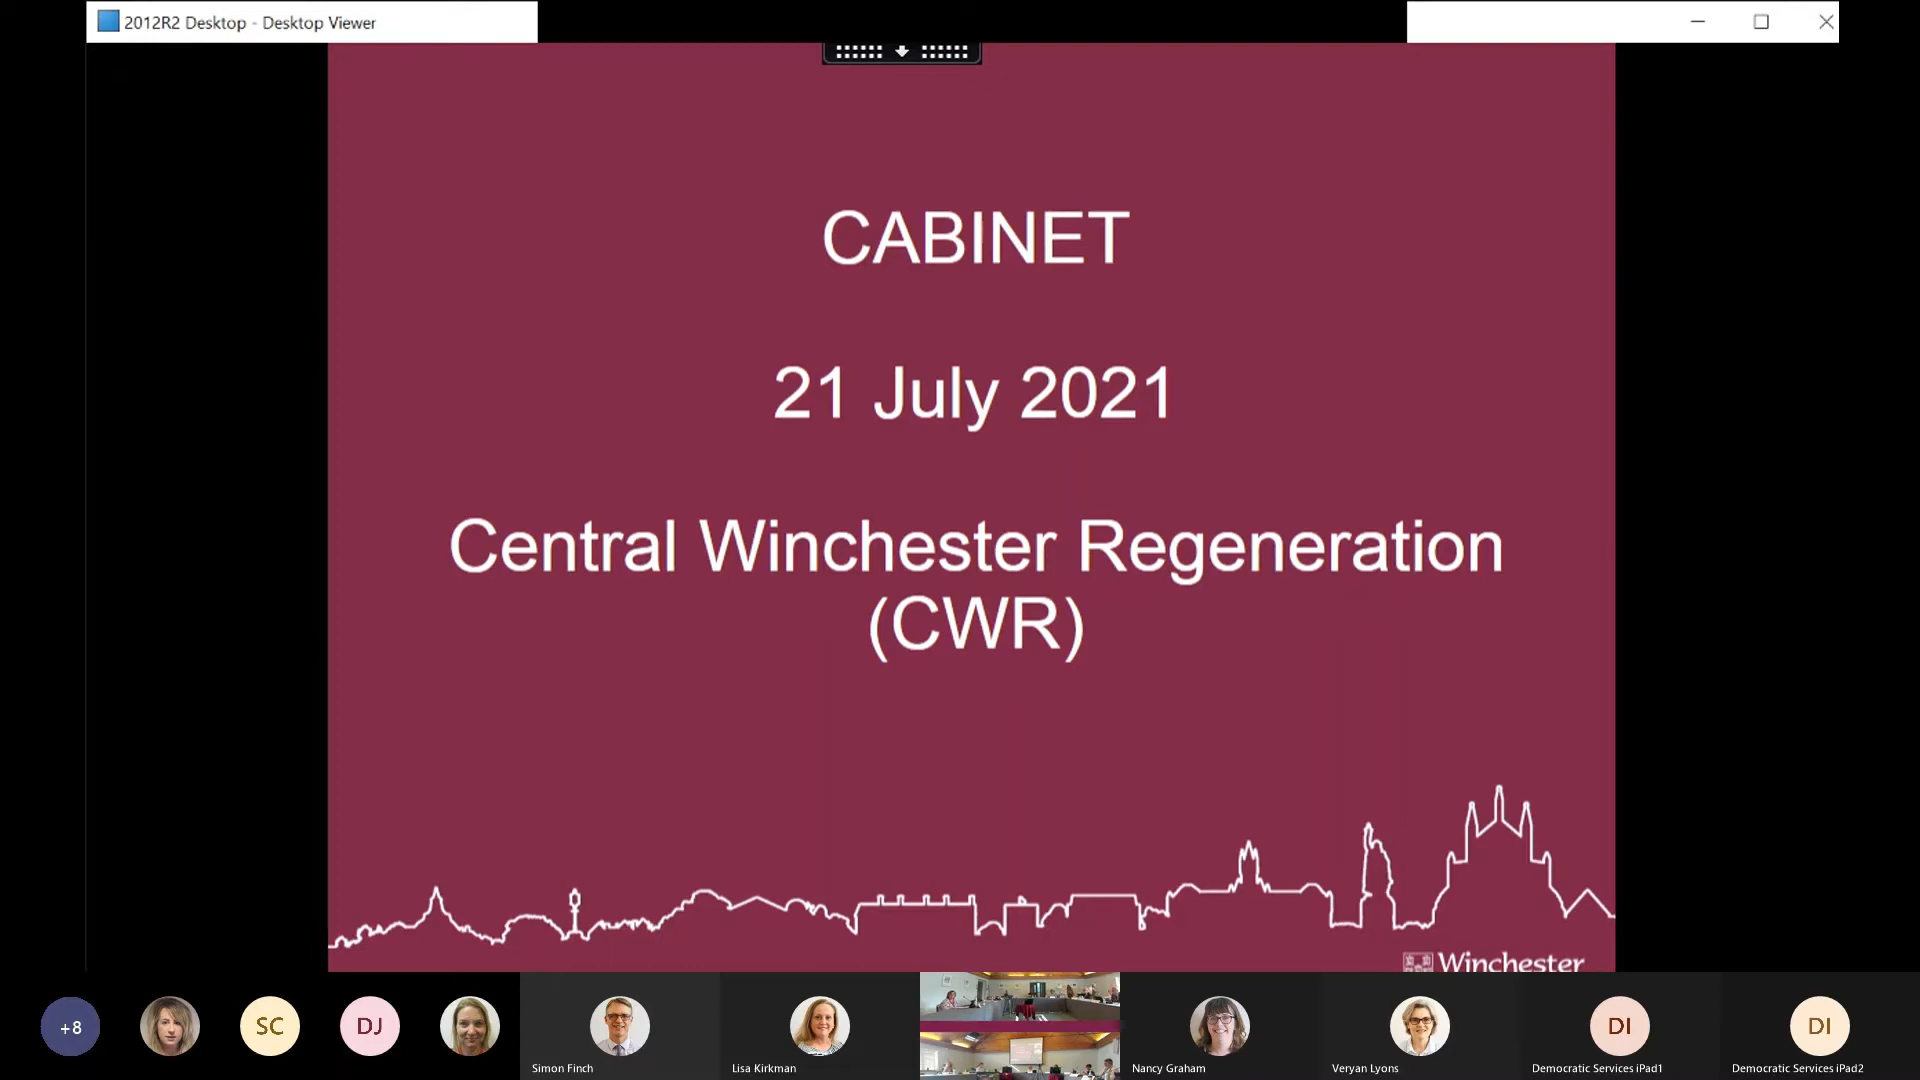 2012R2 Desktop - Desktop Viewer
CABINET
21 July 2021
Central Winchester Regeneration
(CWR)
Winchester
+8
SC
DJ
Simon Finch
Lisa Kirkman
Nancy Graham
Veryan Lyons
DI
Democratic Services iPad1
DI
Democratic Services iPad2